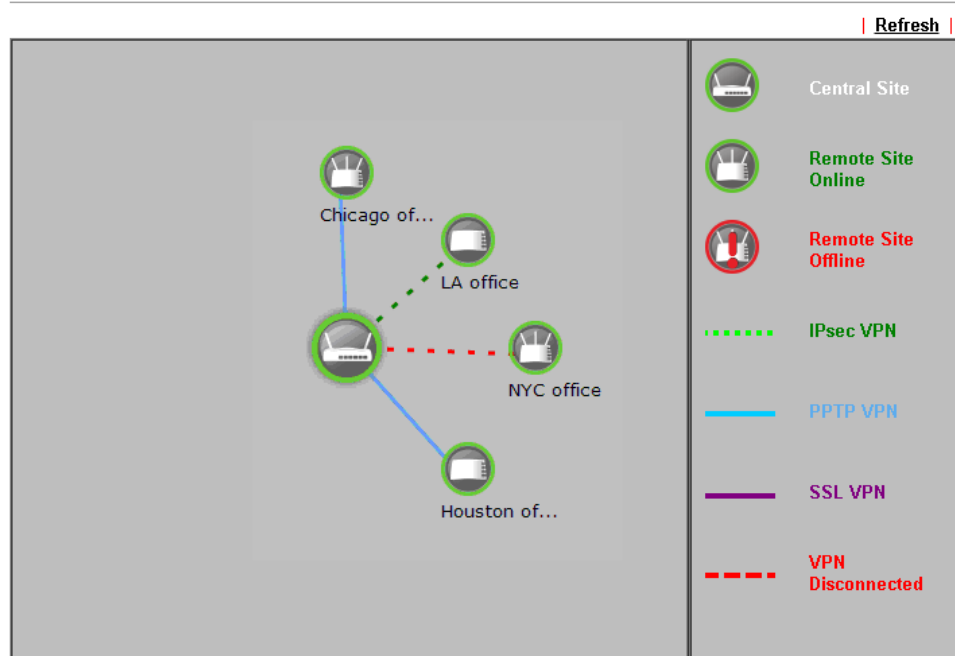 | Refresh |
Central Site
Remote Site
Online
Remote Site
Offline
IPsec VPN
PPTP VPN
SSL VPN
VPN
Disconnected
Chicago of...
LA office
NYC office
Houston of...